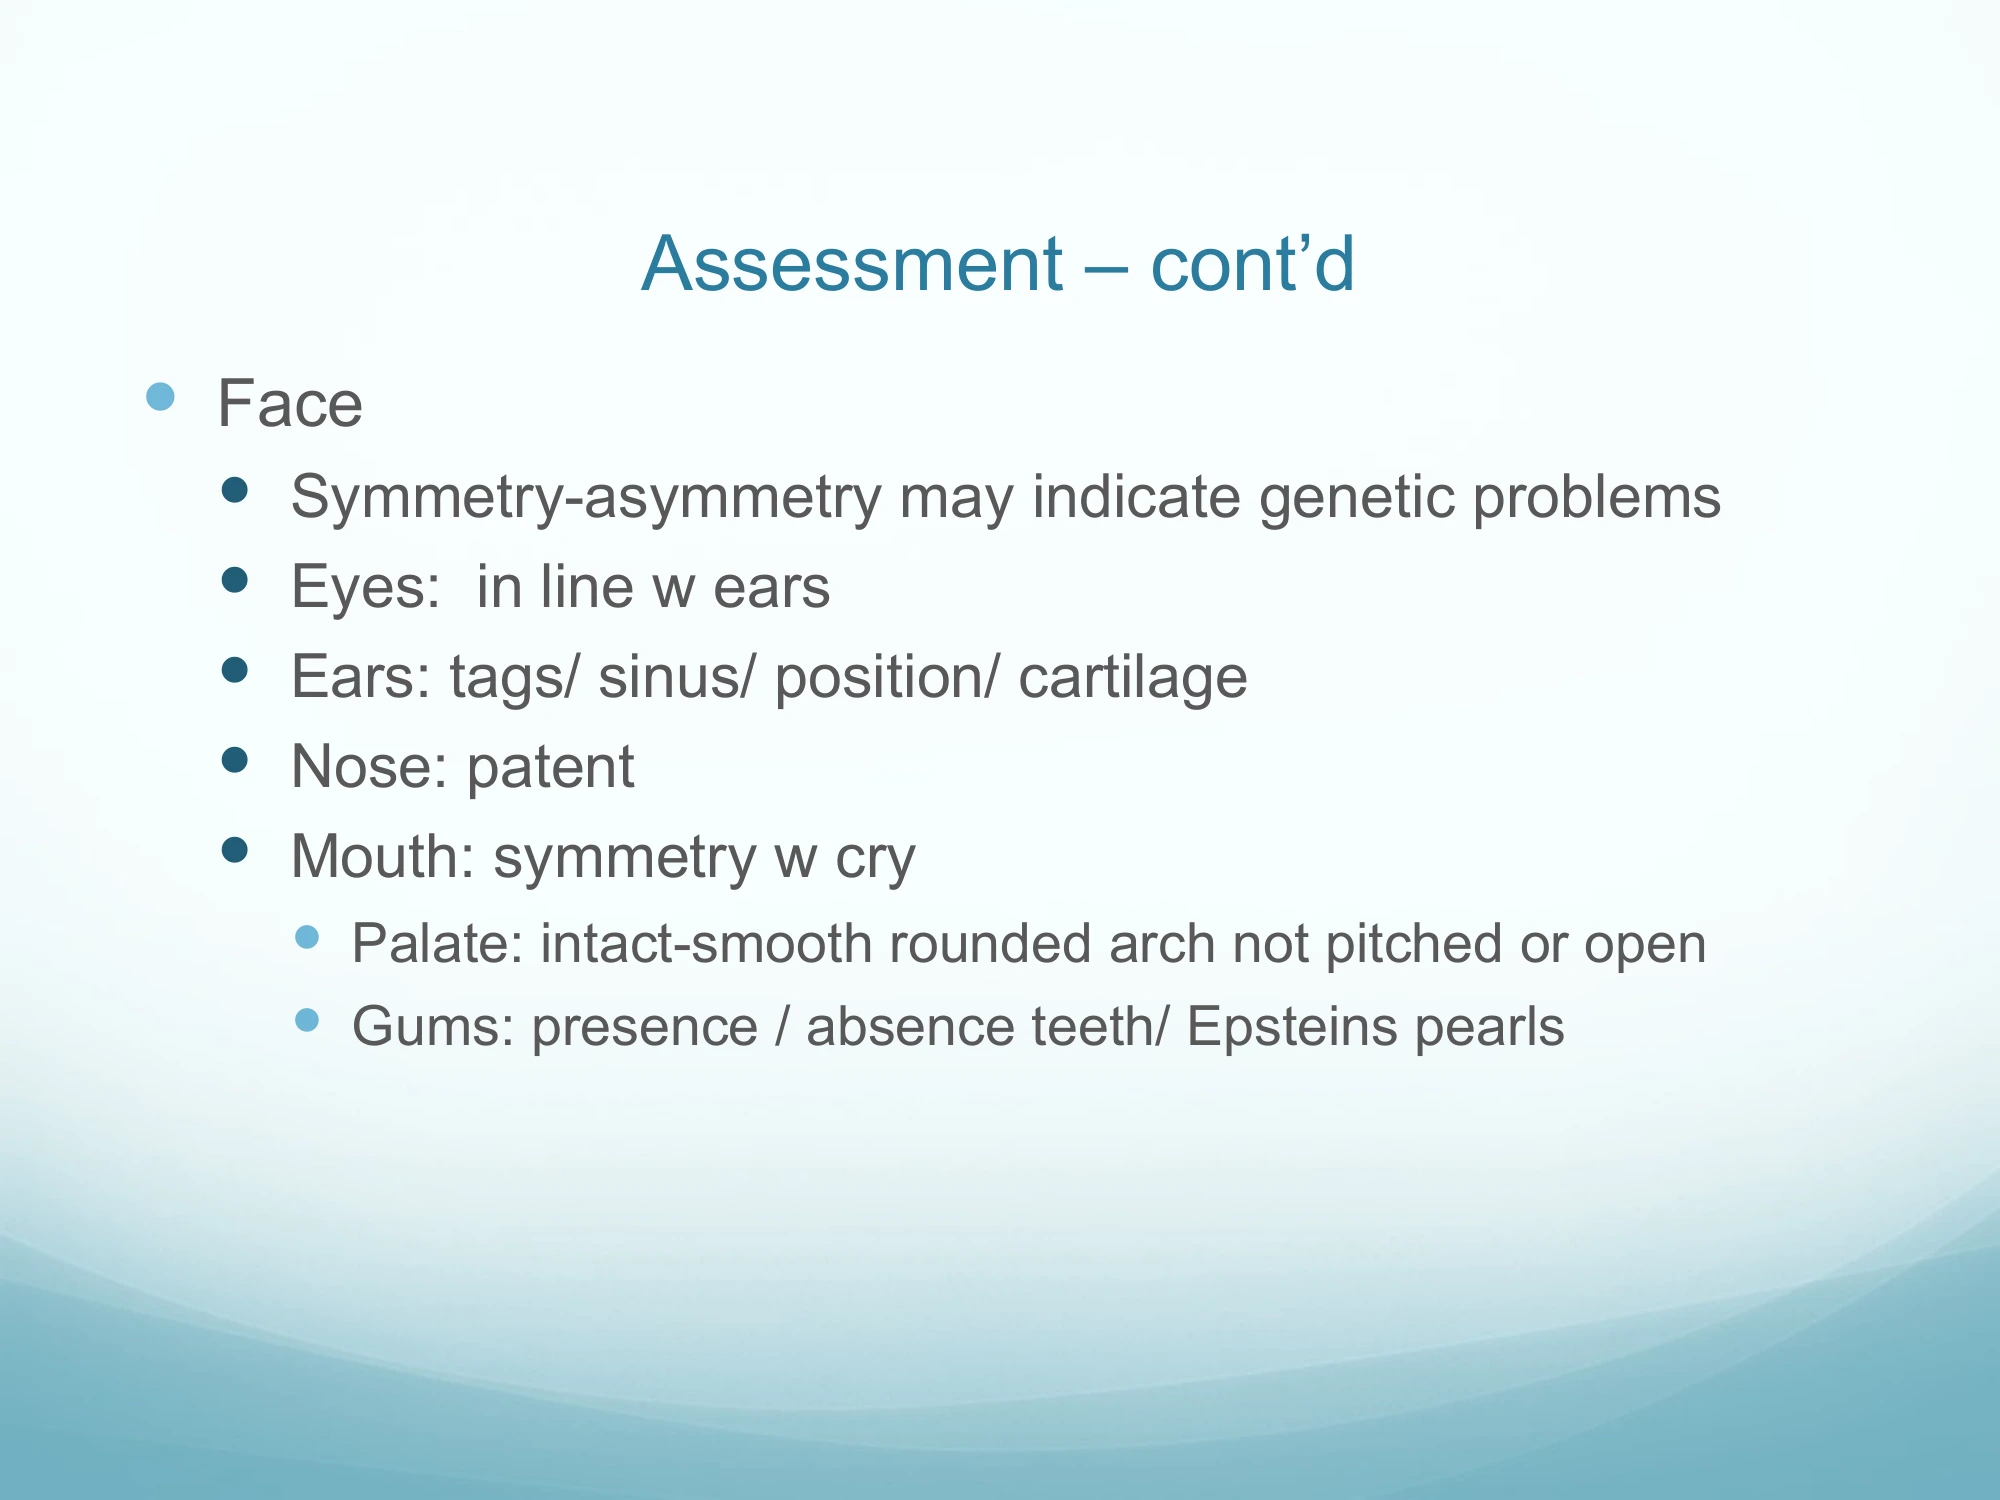 Assessment – cont’d
Face
Symmetry-asymmetry may indicate genetic problems
Eyes:  in line w ears
Ears: tags/ sinus/ position/ cartilage
Nose: patent
Mouth: symmetry w cry
Palate: intact-smooth rounded arch not pitched or open
Gums: presence / absence teeth/ Epsteins pearls